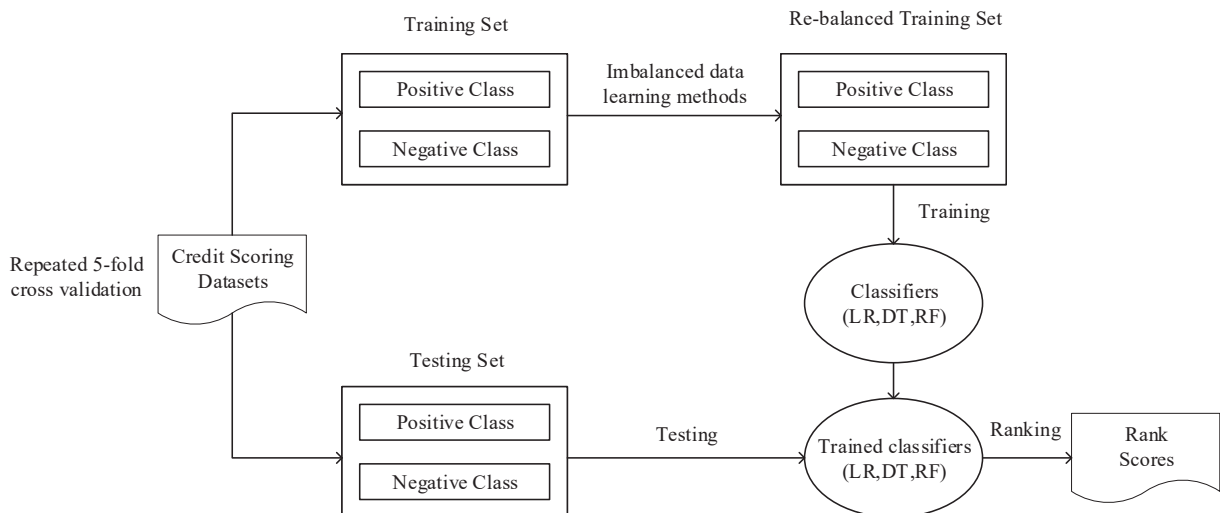 Training Set
Re-balanced Training Set
Positive Class
Negative Class
Imbalanced data
learning methods
Positive Class
Negative Class
Training
Repeated 5-fold
cross validation
Credit Scoring
Datasets
Classifiers
(LR,DT,RF)
Testing Set
Positive Class
Negative Class
Testing
Trained classifiers
(LR,DT,RF)
Ranking
Rank
Scores